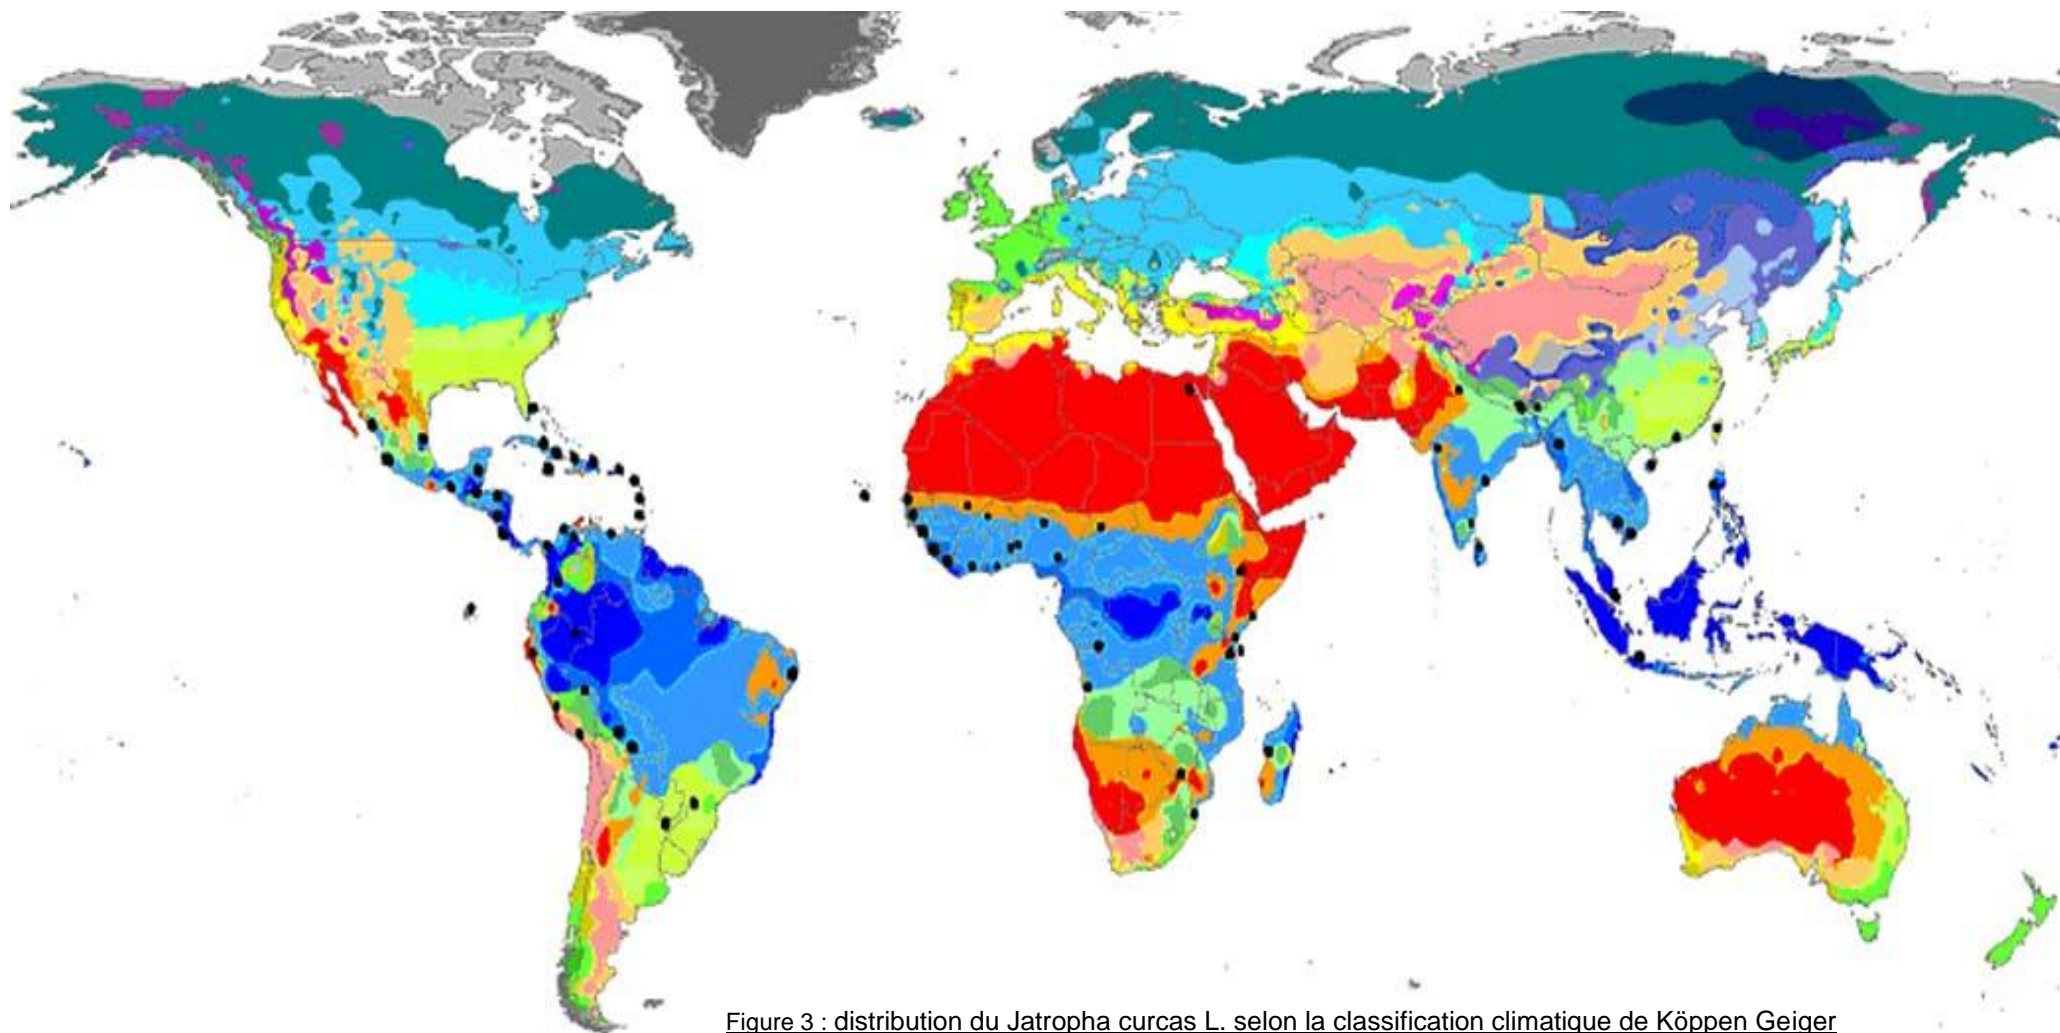 Figure 3 : distribution du Jatropha curcas L. selon la classification climatique de Köppen Geiger